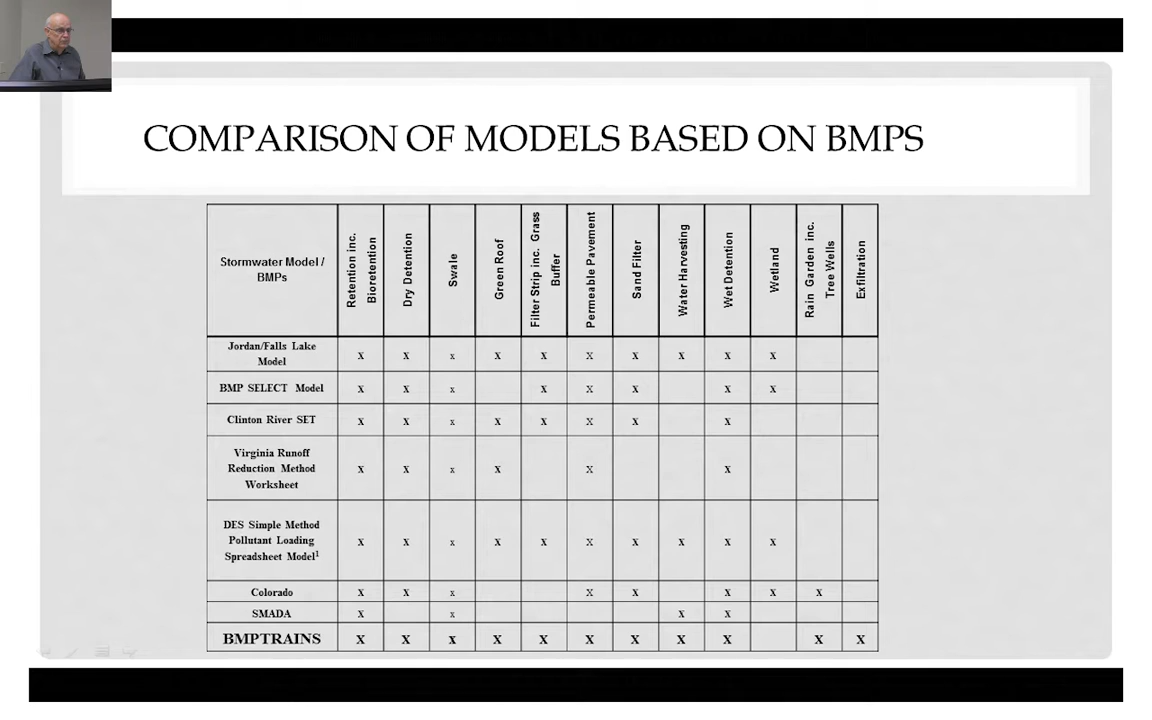 COMPARISON OF MODELS BASED ON BMPS
Stormwater Model /
BMPs
Retention inc.
Bioretention
Dry Detention
Swale
Green Roof
Filter Strip inc. Grass
Buffer
Permeable Pavement
Sand Filter
Water Harvesting
Wet Detention
Wetland
Rain Garden inc.
Tree Wells
Exfiltration
Jordan/Falls Lake
Model
x x x x x x x x x x
BMP SELECT Model
x x x x x x x x
Clinton River SET
x x x x x x x x
Virginia Runoff
Reduction Method
Worksheet
x x x x x x
DES Simple Method
Pollutant Loading
Spreadsheet Model¹
x x x x x x x x x x
Colorado x x x x x x x x
SMADA x x x x
BMPTRAINS X X X X X X X X X X X